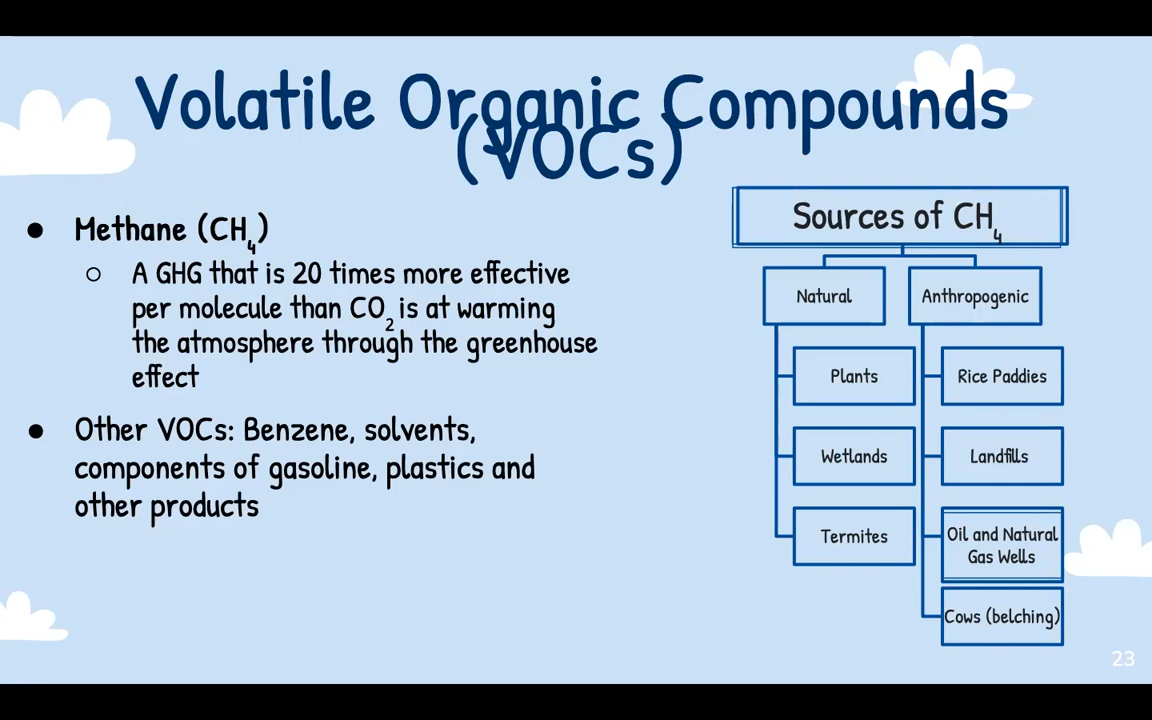 Volatile Organic Compounds
(VOCs)
● Methane (CH₄)
○ A GHG that is 20 times more effective
per molecule than CO₂ is at warming
the atmosphere through the greenhouse
effect
● Other VOCs: Benzene, solvents,
components of gasoline, plastics and
other products
Sources of CH₄
Natural
Plants
Wetlands
Termites
Anthropogenic
Rice Paddies
Landfills
Oil and Natural
Gas Wells
Cows (belching)
23